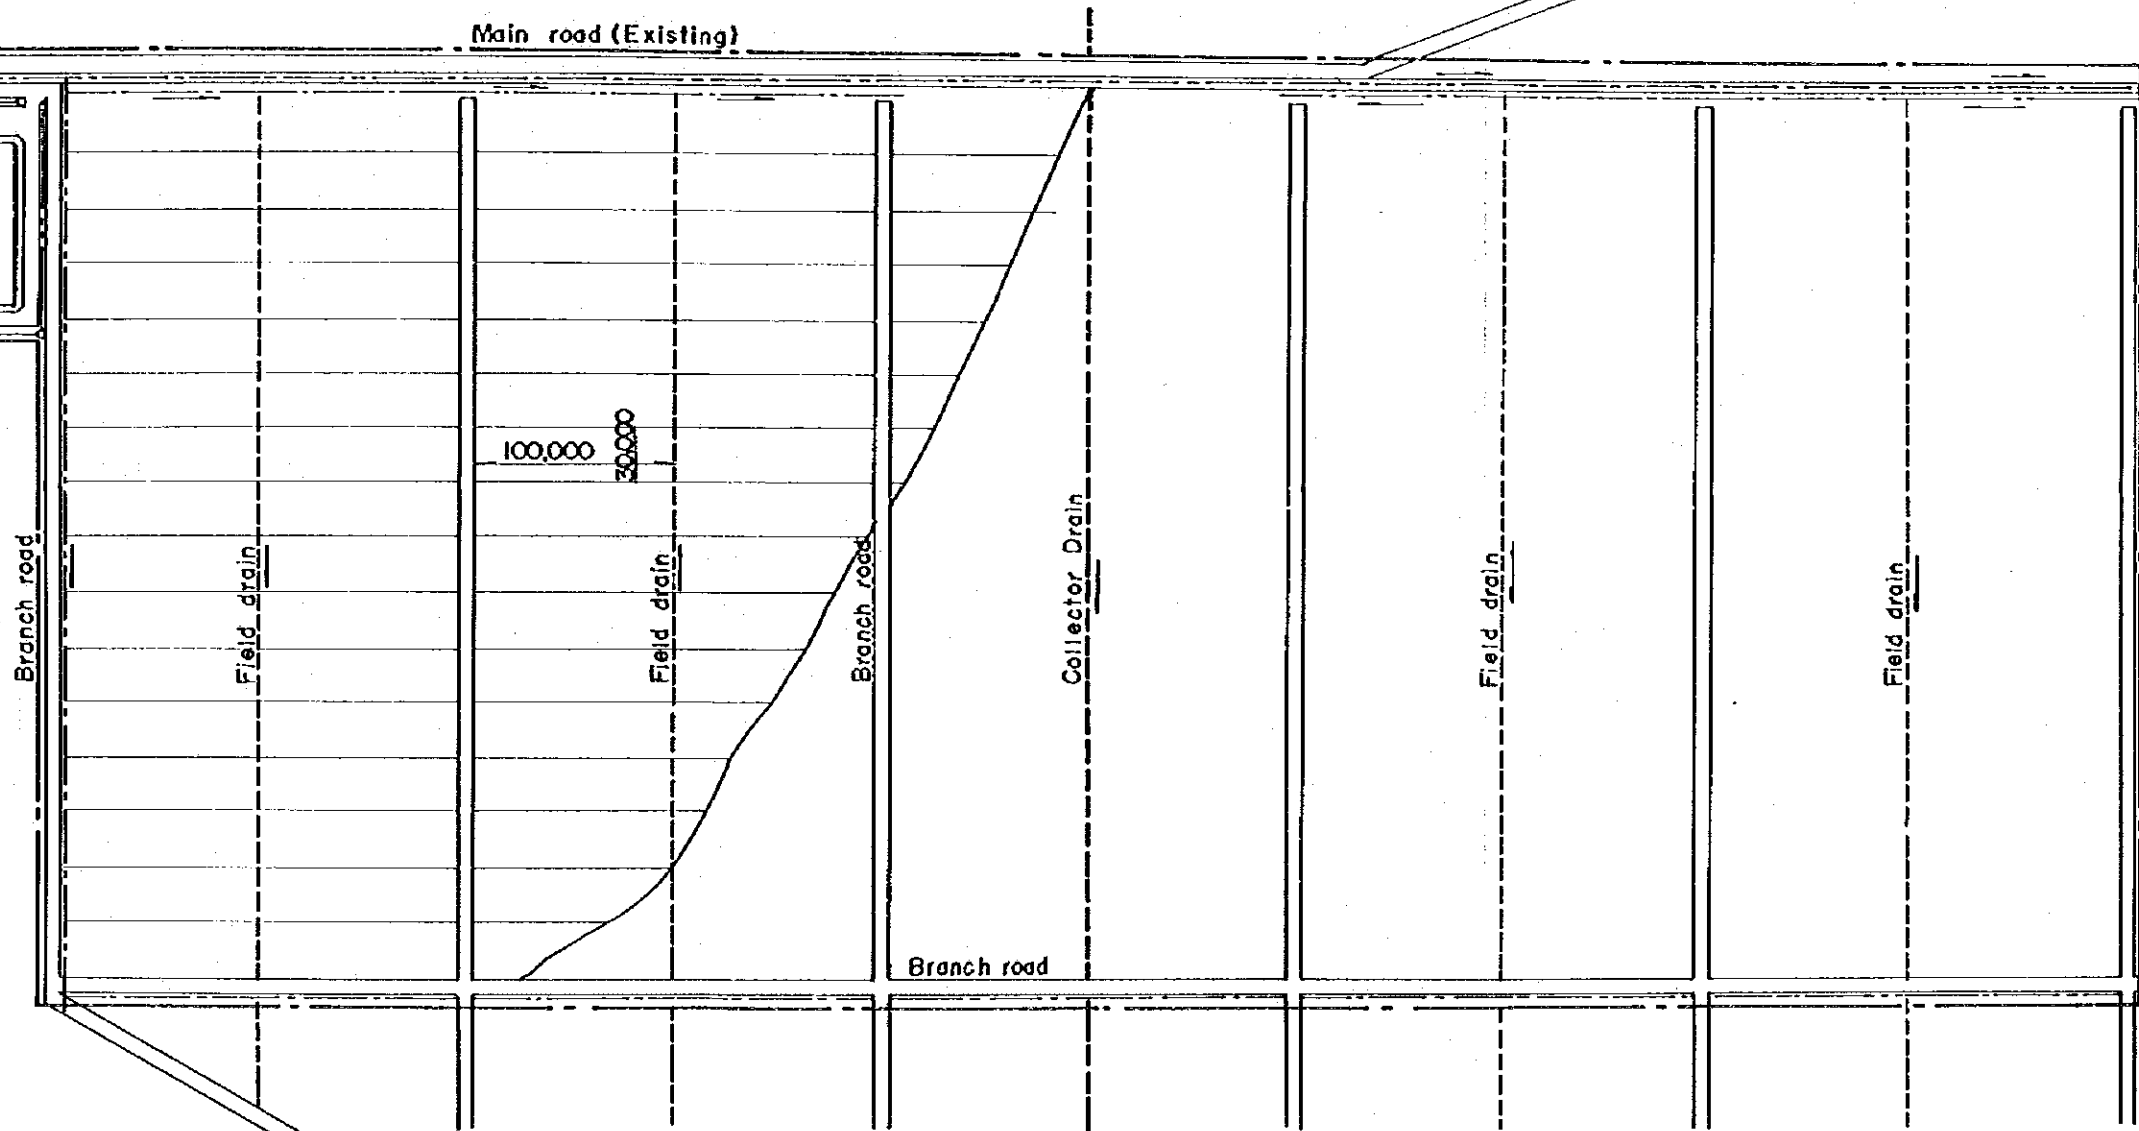 Main road (Existing)
100,000
30,000
Branch road
Field drain
Field drain
Branch road
Collector Drain
Field drain
Field drain
Branch road